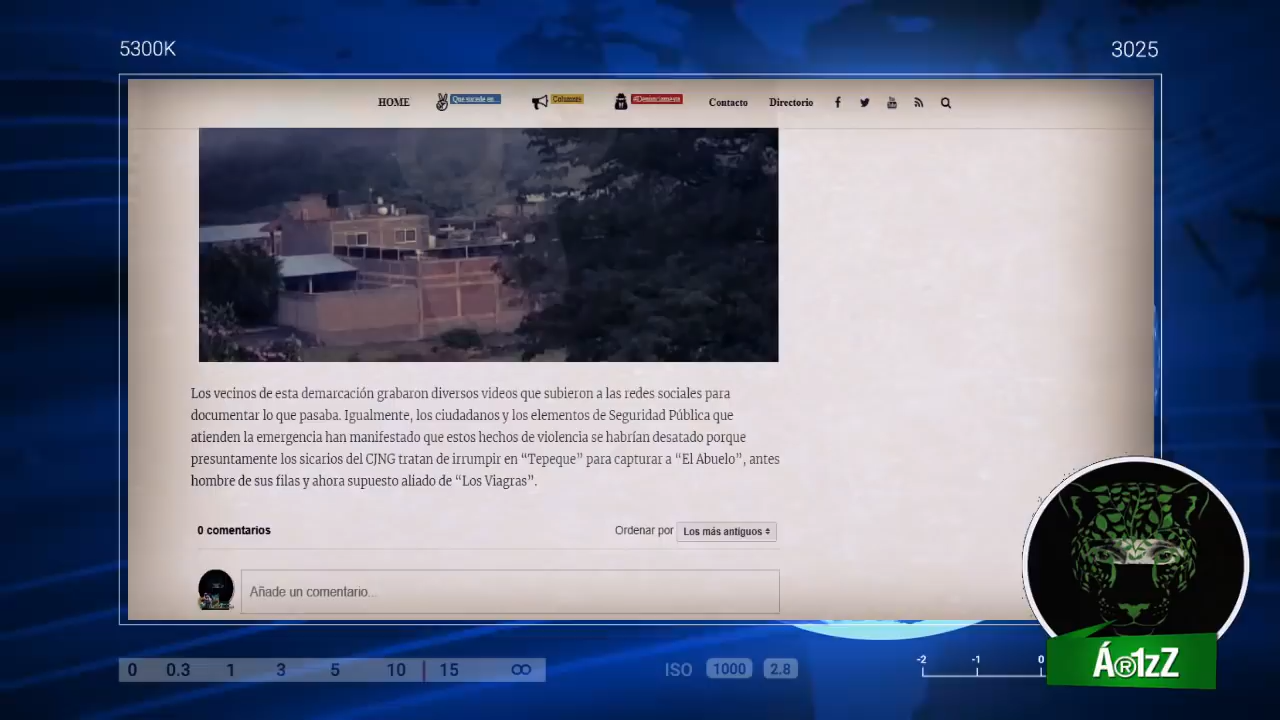 5300K
3025
HOME
Que sucede en...
Columnas
#Denunciamesta
Contacto
Directorio
Los vecinos de esta demarcación grabaron diversos videos que subieron a las redes sociales para
documentar lo que pasaba. Igualmente, los ciudadanos y los elementos de Seguridad Pública que
atienden la emergencia han manifestado que estos hechos de violencia se habrían desatado porque
presuntamente los sicarios del CJNG tratan de irrumpir en “Tepeque” para capturar a “El Abuelo”, antes
hombre de sus filas y ahora supuesto aliado de “Los Viagras”.
0 comentarios
Ordenar por Los más antiguos
Añade un comentario...
0 0.3 1 3 5 10 15 ∞
ISO 1000 2.8
-2 -1 0
Á®1zZ